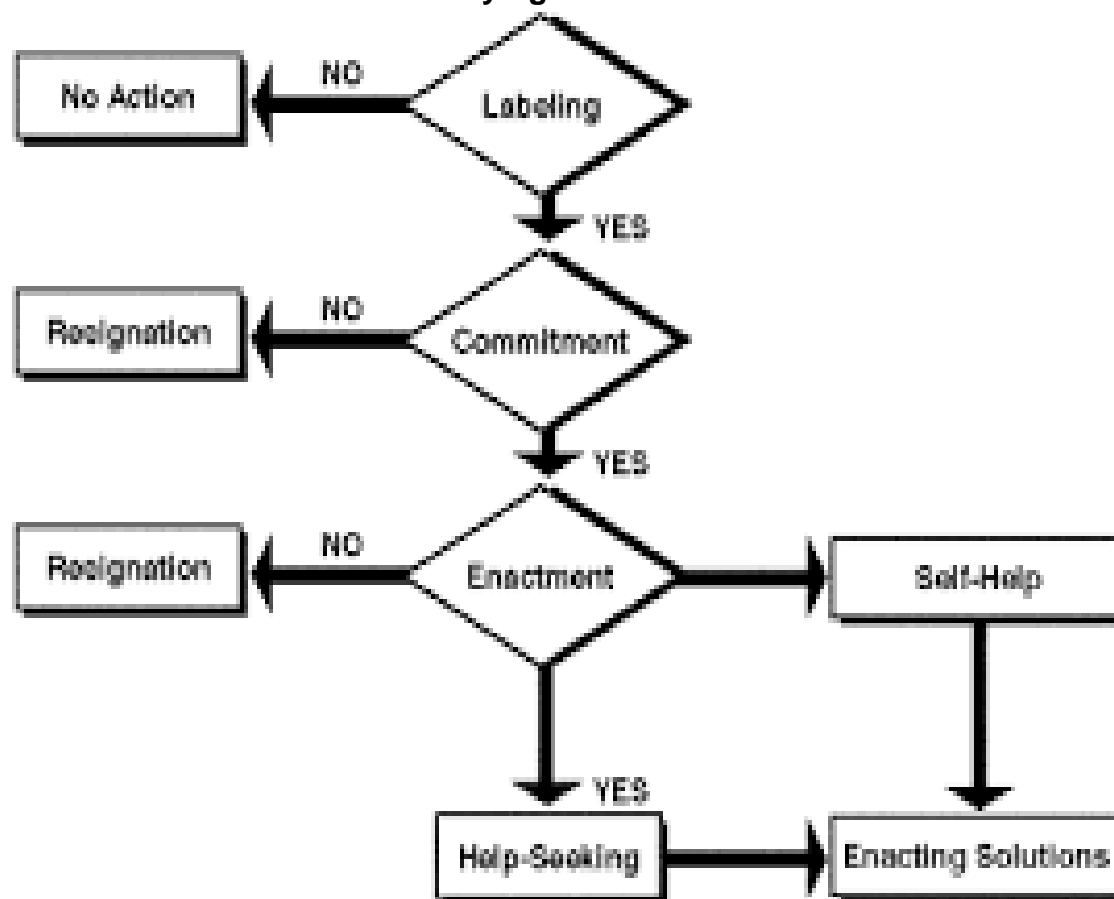 NO
No Action
Labeling
YES
NO
Resignation
Commitment
YES
NO
Resignation
Enactment
Self-Help
YES
Help-Seeking
Enacting Solutions